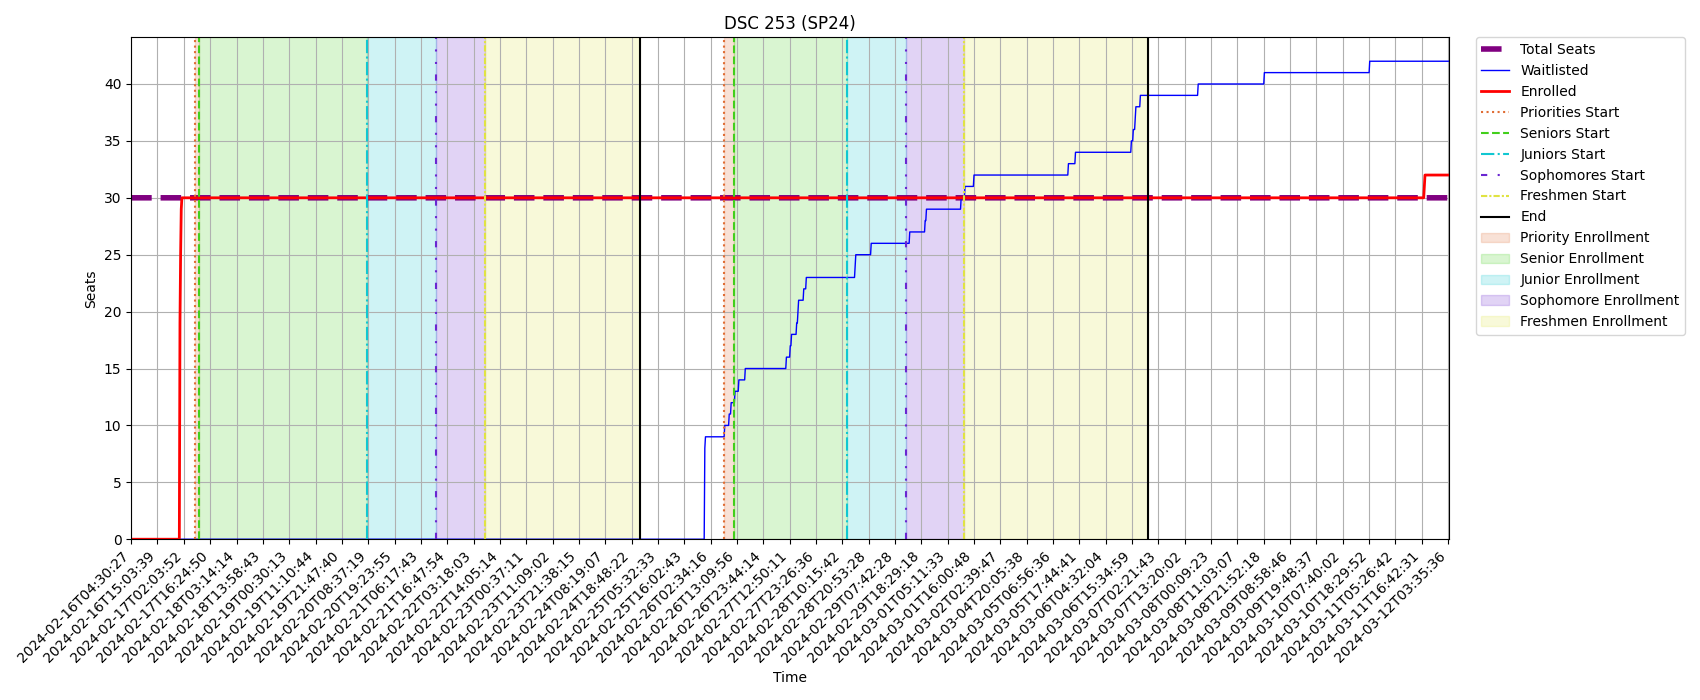 DSC 253 (SP24)
Total Seats
Waitlisted
Enrolled
Priorities Start
Seniors Start
Juniors Start
Sophomores Start
Freshmen Start
End
Priority Enrollment
Senior Enrollment
Junior Enrollment
Sophomore Enrollment
Freshmen Enrollment
Seats
40
35
30
25
20
15
10
5
0
2024-02-16T04:30:27
2024-02-16T15:03:39
2024-02-17T02:03:52
2024-02-17T16:24:50
2024-02-18T03:14:14
2024-02-18T13:58:43
2024-02-19T00:30:13
2024-02-19T11:10:44
2024-02-19T21:47:40
2024-02-20T08:37:19
2024-02-20T19:23:55
2024-02-21T06:17:43
2024-02-21T16:47:54
2024-02-22T03:18:03
2024-02-22T14:05:14
2024-02-23T00:37:11
2024-02-23T11:09:02
2024-02-23T21:38:15
2024-02-24T08:19:07
2024-02-24T18:48:22
2024-02-25T05:32:33
2024-02-25T16:02:43
2024-02-26T02:34:16
2024-02-26T13:09:56
2024-02-26T23:44:14
2024-02-27T12:50:11
2024-02-27T23:26:36
2024-02-28T10:15:42
2024-02-28T20:53:28
2024-02-29T07:42:28
2024-02-29T18:29:18
2024-03-01T05:11:33
2024-03-01T16:00:48
2024-03-02T02:39:47
2024-03-04T20:05:38
2024-03-05T06:56:36
2024-03-05T17:44:41
2024-03-06T04:32:04
2024-03-06T15:34:59
2024-03-07T02:21:43
2024-03-07T13:20:02
2024-03-08T00:09:23
2024-03-08T11:03:07
2024-03-08T21:52:18
2024-03-09T08:58:46
2024-03-09T19:48:37
2024-03-10T07:40:02
2024-03-10T18:29:52
2024-03-11T05:26:42
2024-03-11T16:42:31
2024-03-12T03:35:36
Time